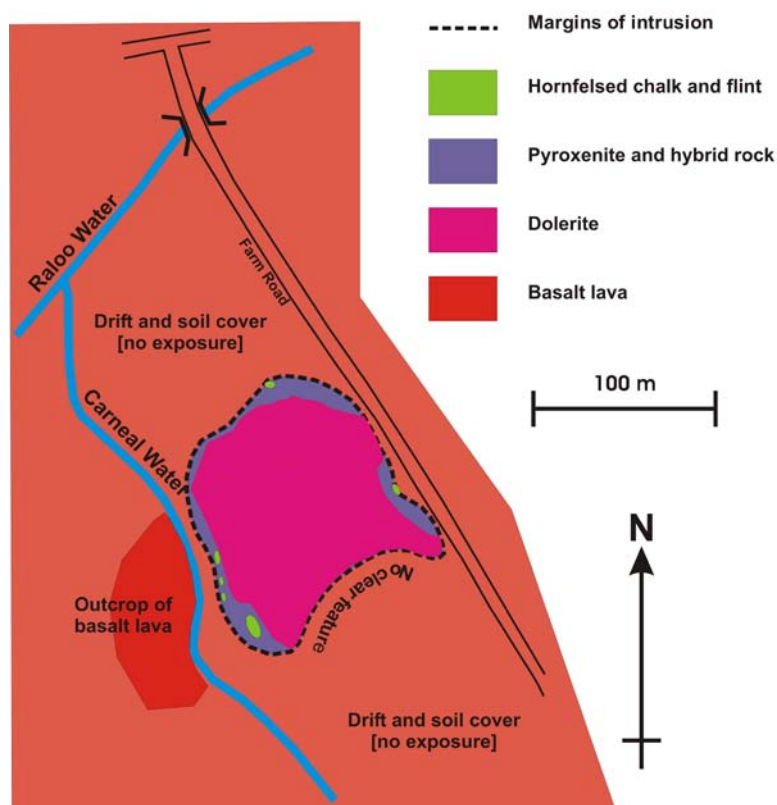 Margins of intrusion
Hornfelsed chalk and flint
Pyroxenite and hybrid rock
Dolerite
Basalt lava
100 m
N
Raloo Water
Farm Road
Drift and soil cover
[no exposure]
Carneal Water
No clear feature
Outcrop of
basalt lava
Drift and soil cover
[no exposure]